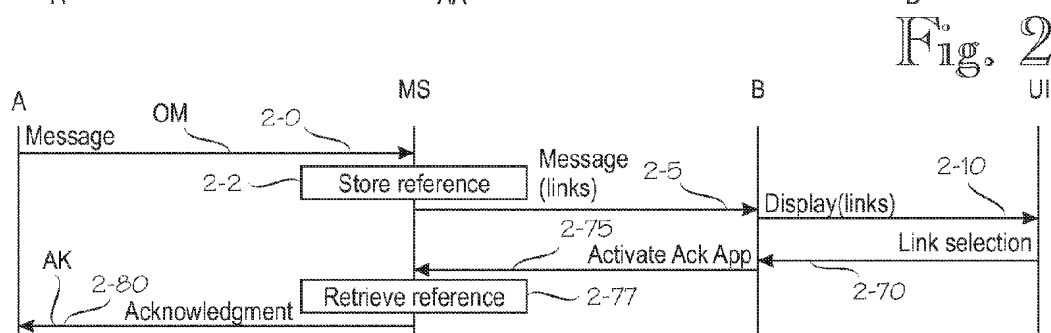 Fig. 2
A MS B UI
OM 2-0
Message
2-2 Store reference
Message
(links) 2-5
Display(links) 2-10
2-75
Activate Ack App
Link selection
2-70
AK
2-80
Retrieve reference 2-77
Acknowledgment